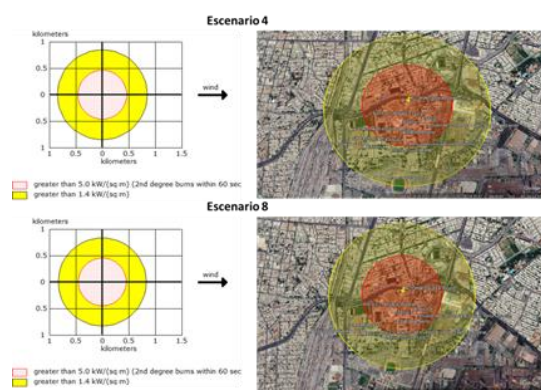 Escenario 4
kilometers
1
0.5
0
0.5
1
1 0.5 0 0.5 1 1.5
kilometers
wind
greater than 5.0 kW/(sq m) (2nd degree burns within 60 sec
greater than 1.4 kW/(sq m)
Escenario 8
kilometers
1
0.5
0
0.5
1
1 0.5 0 0.5 1 1.5
kilometers
wind
greater than 5.0 kW/(sq m) (2nd degree burns within 60 sec
greater than 1.4 kW/(sq m)